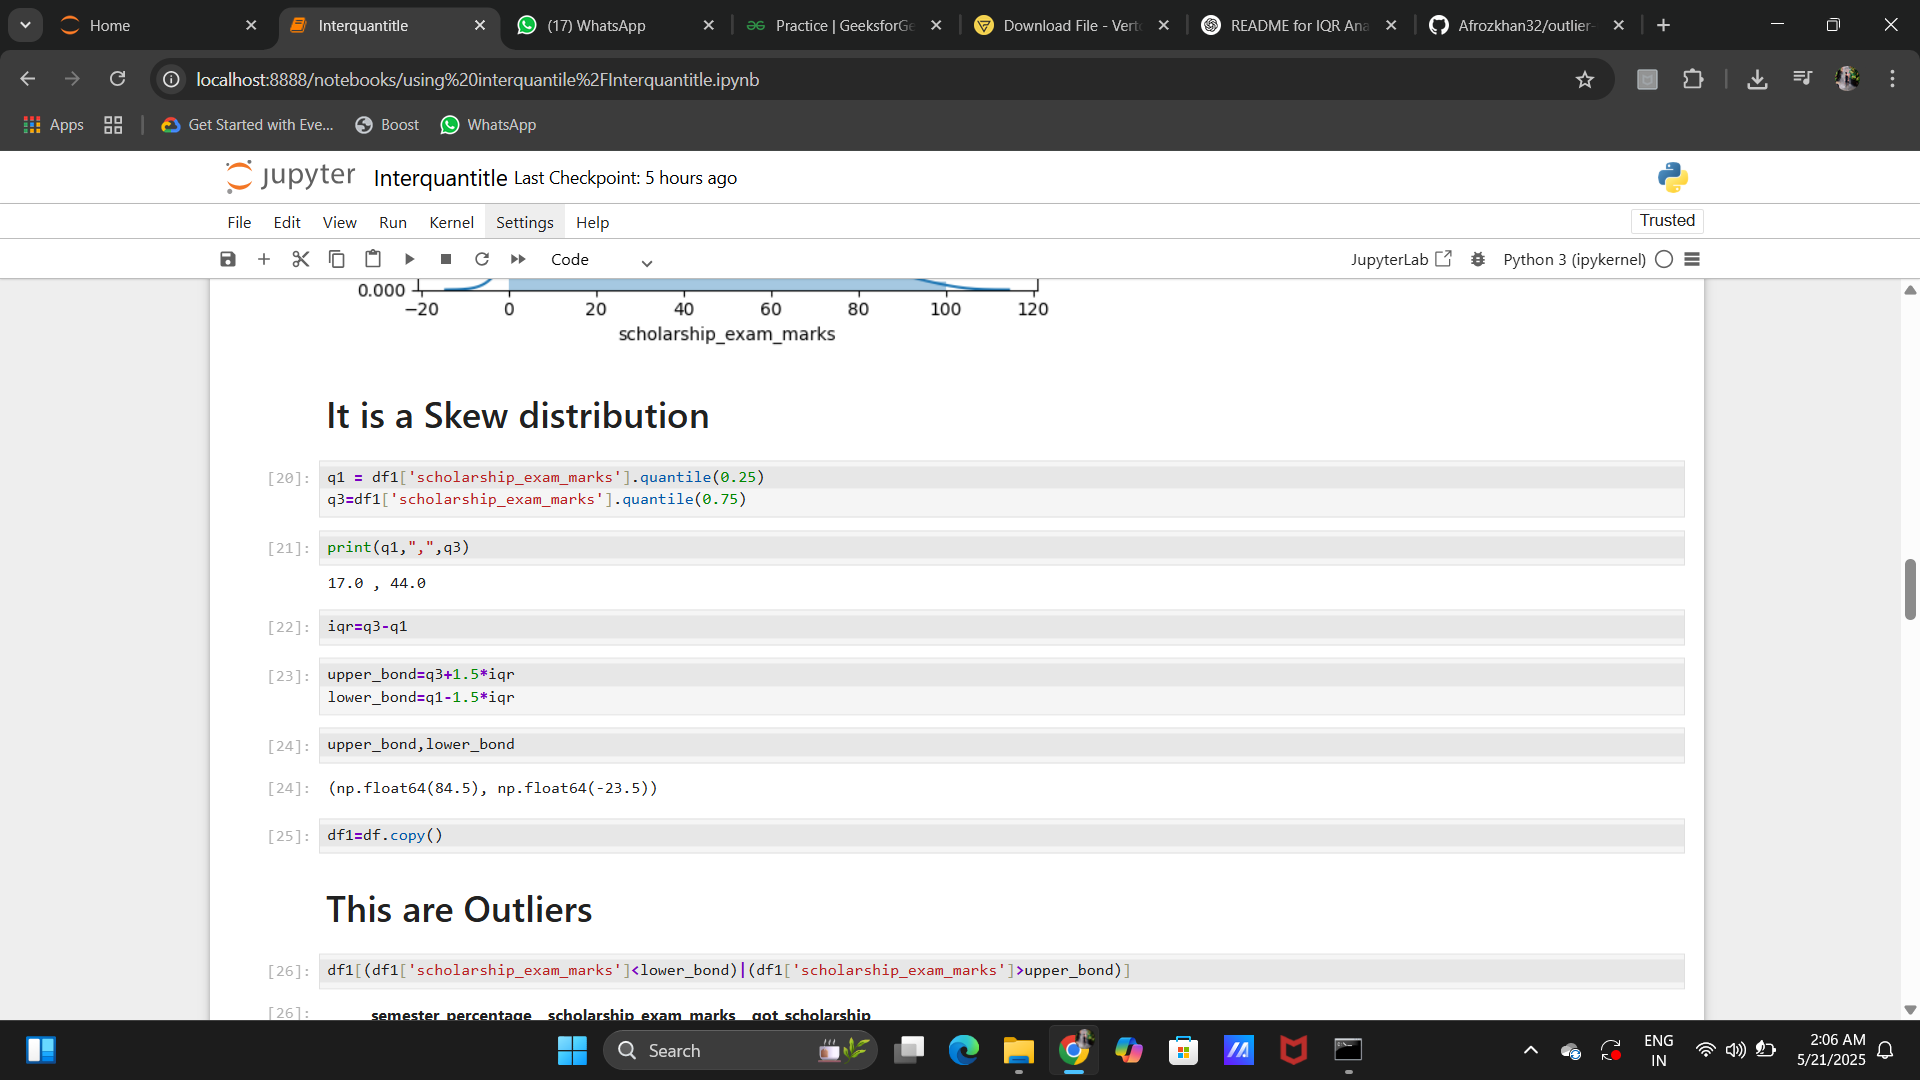 Home
Interquantitle
(17) WhatsApp
Practice | GeeksforGe
Download File - Verto
README for IQR Ana
Afrozkhan32/outlier-
localhost:8888/notebooks/using%20interquantile%2FInterquantitle.ipynb
Apps
Get Started with Eve...
Boost
WhatsApp
jupyter Interquantitle Last Checkpoint: 5 hours ago
File Edit View Run Kernel Settings Help
Trusted
Code
JupyterLab
Python 3 (ipykernel)
0.000
−20 0 20 40 60 80 100 120
scholarship_exam_marks
It is a Skew distribution
[20]: q1 = df1['scholarship_exam_marks'].quantile(0.25)
q3=df1['scholarship_exam_marks'].quantile(0.75)
[21]: print(q1,",",q3)
17.0 , 44.0
[22]: iqr=q3-q1
[23]: upper_bond=q3+1.5*iqr
lower_bond=q1-1.5*iqr
[24]: upper_bond,lower_bond
[24]: (np.float64(84.5), np.float64(-23.5))
[25]: df1=df.copy()
This are Outliers
[26]: df1[(df1['scholarship_exam_marks']<lower_bond)|(df1['scholarship_exam_marks']>upper_bond)]
[26]: semester_percentage scholarship_exam_marks got_scholarship
Search
ENG
IN
2:06 AM
5/21/2025